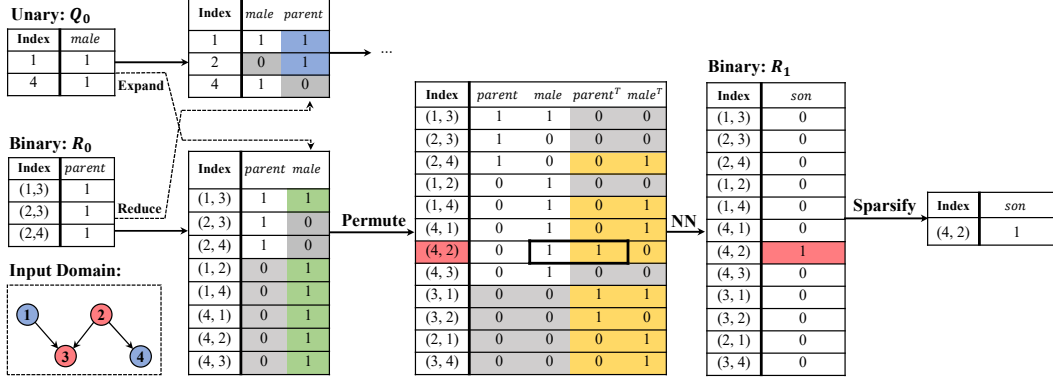 Unary: Q0
Index male
1 1
4 1
Expand
Index male parent
1 1 1
2 0 1
4 1 0
...
Binary: R0
Index parent
(1,3) 1
(2,3) 1
(2,4) 1
Reduce
Input Domain:
1 2
3 4
Index parent male
(1, 3) 1 1
(2, 3) 1 0
(2, 4) 1 0
(1, 2) 0 1
(1, 4) 0 1
(4, 1) 0 1
(4, 2) 0 1
(4, 3) 0 1
Permute
Index parent male parentT maleT
(1, 3) 1 1 0 0
(2, 3) 1 0 0 0
(2, 4) 1 0 0 1
(1, 2) 0 1 0 0
(1, 4) 0 1 0 1
(4, 1) 0 1 0 1
(4, 2) 0 1 1 0
(4, 3) 0 1 0 0
(3, 1) 0 0 1 1
(3, 2) 0 0 1 0
(2, 1) 0 0 0 1
(3, 4) 0 0 0 1
NN
Binary: R1
Index son
(1, 3) 0
(2, 3) 0
(2, 4) 0
(1, 2) 0
(1, 4) 0
(4, 1) 0
(4, 2) 1
(4, 3) 0
(3, 1) 0
(3, 2) 0
(2, 1) 0
(3, 4) 0
Sparsify
Index son
(4, 2) 1